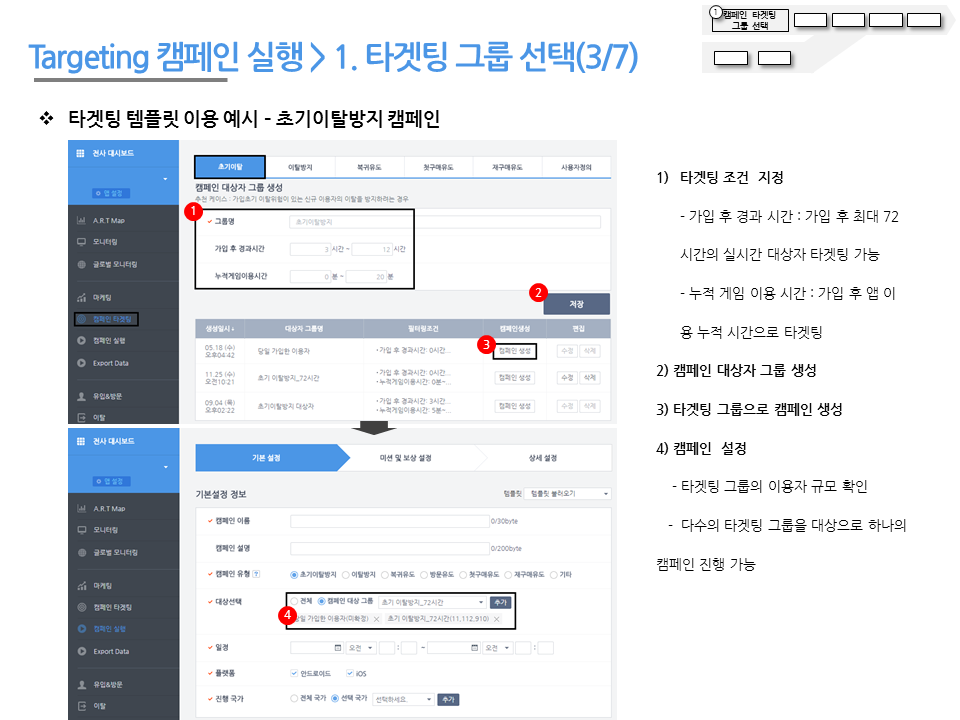 ① 캠페인 타겟팅
그룹 선택
Targeting 캠페인 실행 > 1. 타겟팅 그룹 선택(3/7)
❖ 타겟팅 템플릿 이용 예시 – 초기이탈방지 캠페인
전사 대시보드
앱 설정
A.R.T Map
모니터링
글로벌 모니터링
마케팅
캠페인 타겟팅
캠페인 실행
Export Data
유입&방문
이탈
초기이탈 이탈방지 복귀유도 첫구매유도 재구매유도 사용자정의
캠페인 대상자 그룹 생성
추천 케이스 : 가입초기 이탈위험이 있는 신규 이용자의 이탈을 방지하려는 경우
1
그룹명 초기이탈방지
가입 후 경과시간 3 시간 ~ 12 시간
누적게임이용시간 0 분 ~ 20 분
2
저장
생성일시↓ 대상자 그룹명 필터링조건 캠페인생성 편집
3
05.18 (수) 오후04:42 당일 가입한 이용자 • 가입 후 경과시간: 0시간... 캠페인 생성 수정 삭제
11.25 (수) 오전10:21 초기 이탈방지_72시간 • 가입 후 경과시간: 0시간... • 누적게임이용시간: 0분~... 캠페인 생성 수정 삭제
09.04 (목) 오후02:22 초기이탈방지 대상자 • 가입 후 경과시간: 3시간... • 누적게임이용시간: 5분~... 캠페인 생성 수정 삭제
전사 대시보드
앱 설정
A.R.T Map
모니터링
글로벌 모니터링
마케팅
캠페인 타겟팅
캠페인 실행
Export Data
유입&방문
이탈
기본 설정 미션 및 보상 설정 상세 설정
기본설정 정보 템플릿 템플릿 불러오기
캠페인 이름 0/30byte
캠페인 설명 0/200byte
캠페인 유형 ? 초기이탈방지 이탈방지 복귀유도 방문유도 첫구매유도 재구매유도 기타
대상선택 전체 캠페인 대상 그룹 초기 이탈방지_72시간 추가
4
당일 가입한 이용자(미확정) ✕ 초기 이탈방지_72시간(11,112,910) ✕
일정 오전 : ~ 오전 :
플랫폼 안드로이드 iOS
진행 국가 전체 국가 선택 국가 선택하세요. 추가
1) 타겟팅 조건 지정
- 가입 후 경과 시간 : 가입 후 최대 72
시간의 실시간 대상자 타겟팅 가능
- 누적 게임 이용 시간 : 가입 후 앱 이
용 누적 시간으로 타겟팅
2) 캠페인 대상자 그룹 생성
3) 타겟팅 그룹으로 캠페인 생성
4) 캠페인 설정
- 타겟팅 그룹의 이용자 규모 확인
- 다수의 타겟팅 그룹을 대상으로 하나의
캠페인 진행 가능